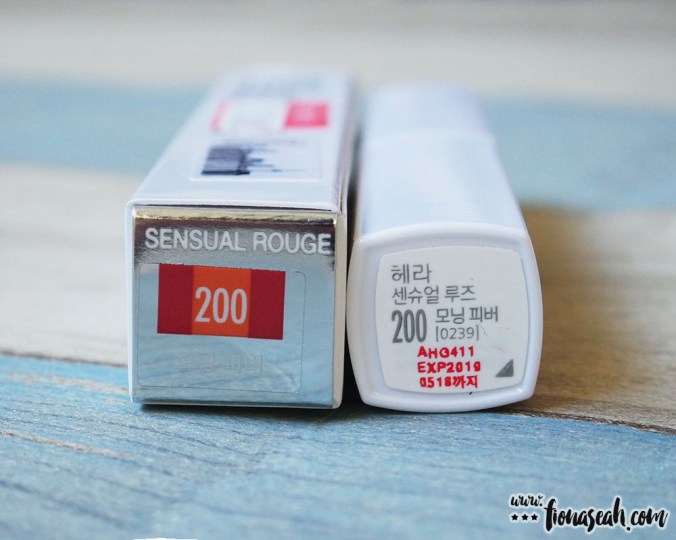 SENSUAL ROUGE
200
헤라
센슈얼 루즈
200 모닝 피버
[0239]
AHG411
EXP2019
0518까지
www.
fionaseah.com